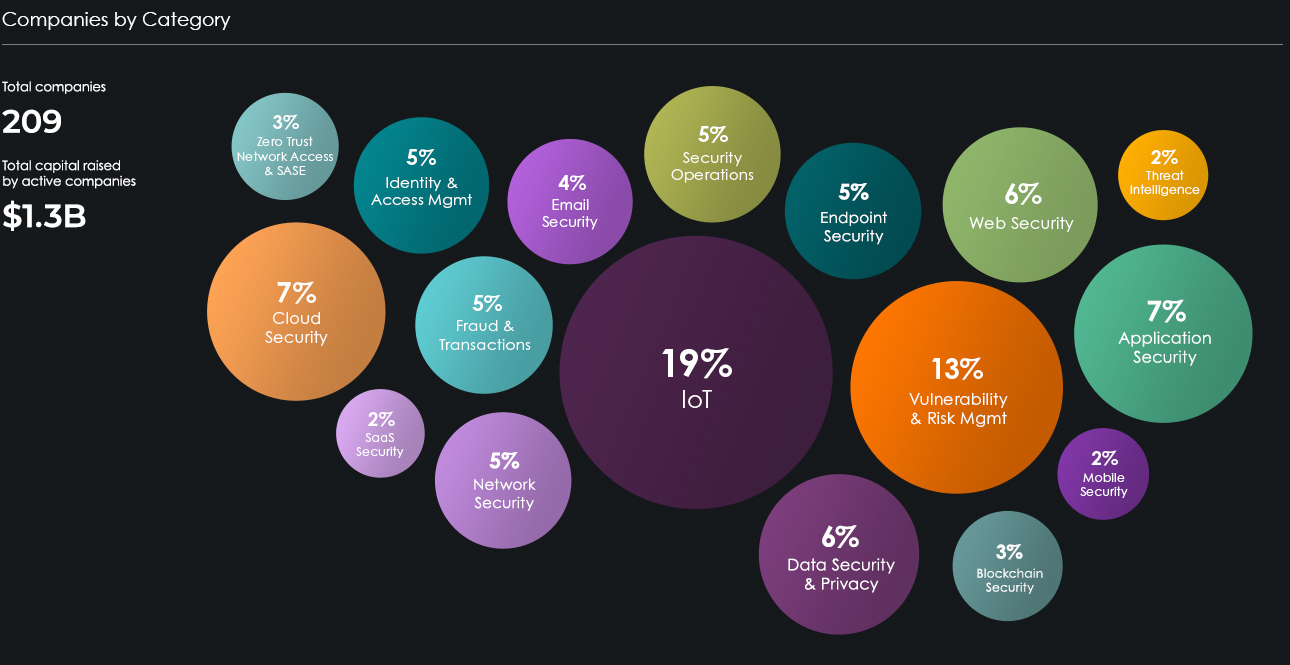 Companies by Category
Total companies
209
Total capital raised
by active companies
$1.3B
3%
Zero Trust
Network Access
& SASE
5%
Identity &
Access Mgmt
4%
Email
Security
5%
Security
Operations
5%
Endpoint
Security
6%
Web Security
2%
Threat
Intelligence
7%
Cloud
Security
5%
Fraud &
Transactions
19%
IoT
13%
Vulnerability
& Risk Mgmt
7%
Application
Security
2%
SaaS
Security
5%
Network
Security
6%
Data Security
& Privacy
3%
Blockchain
Security
2%
Mobile
Security